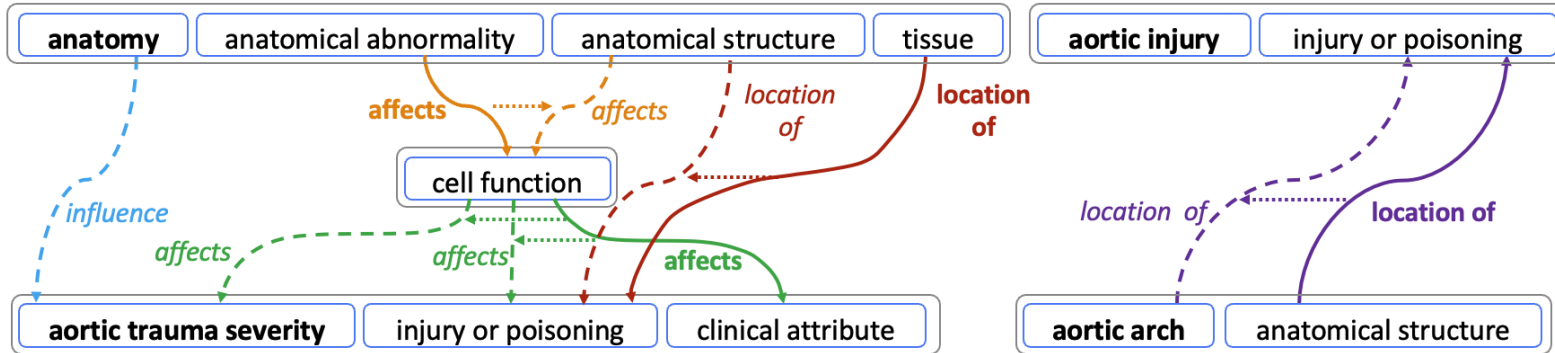 anatomy anatomical abnormality anatomical structure tissue aortic injury injury or poisoning
affects affects location of location of
cell function
influence location of location of
affects affects affects
aortic trauma severity injury or poisoning clinical attribute aortic arch anatomical structure